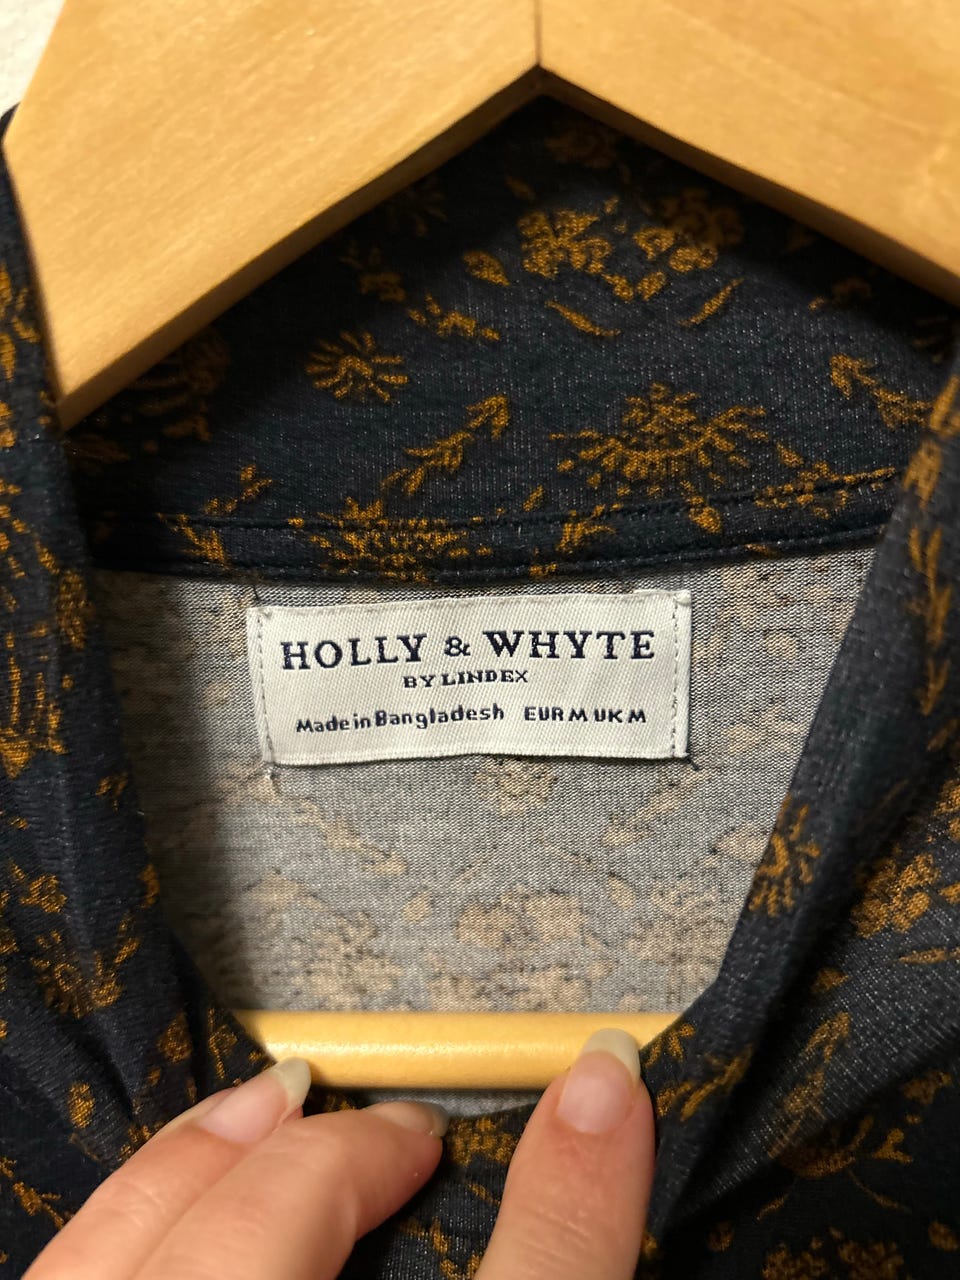 HOLLY & WHYTE
BY LINDEX
Made in Bangladesh EUR M UK M